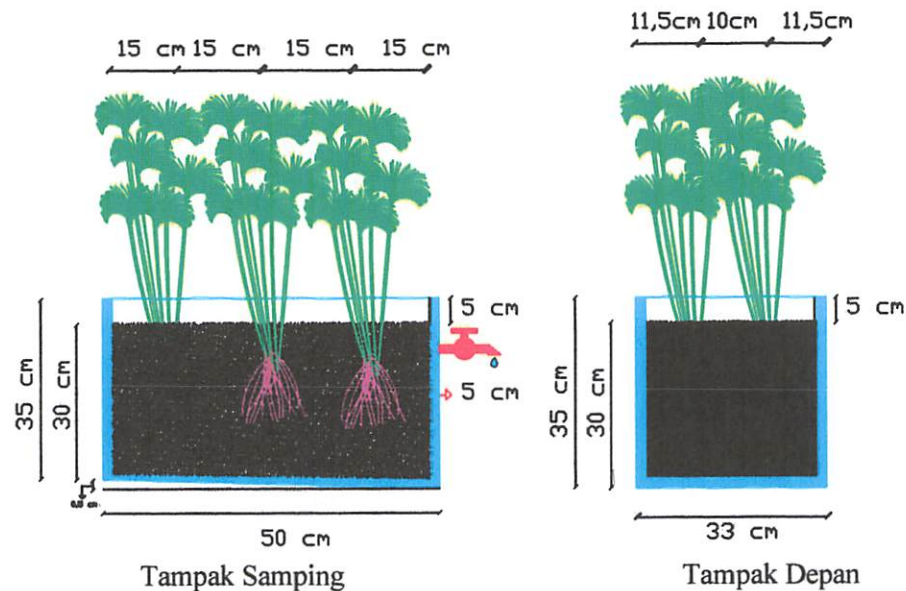 15 cm 15 cm 15 cm 15 cm
11,5cm 10cm 11,5cm
5 cm
35 cm
30 cm
5 cm
50 cm
Tampak Samping
5 cm
35 cm
30 cm
33 cm
Tampak Depan